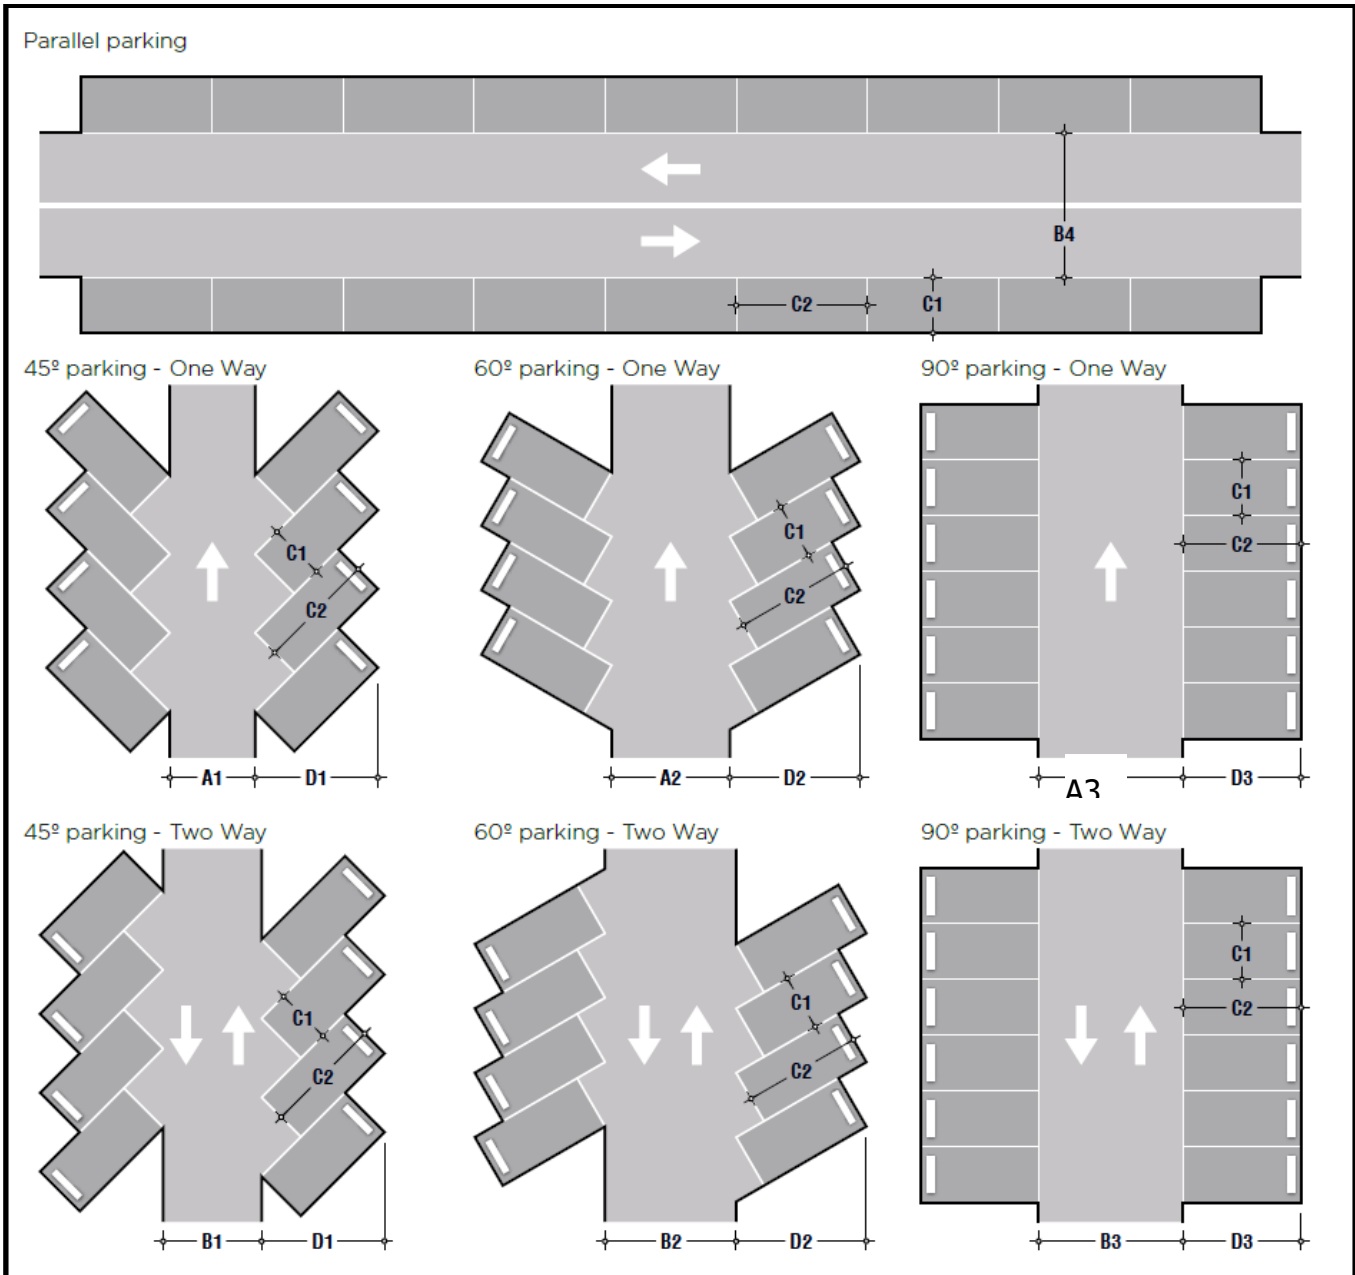 Parallel parking
B4
C2 C1
45º parking - One Way 60º parking - One Way 90º parking - One Way
C1 C1 C1
C2 C2 C2
A1 D1 A2 D2 A3 D3
45º parking - Two Way 60º parking - Two Way 90º parking - Two Way
C1 C1 C1
C2 C2 C2
B1 D1 B2 D2 B3 D3